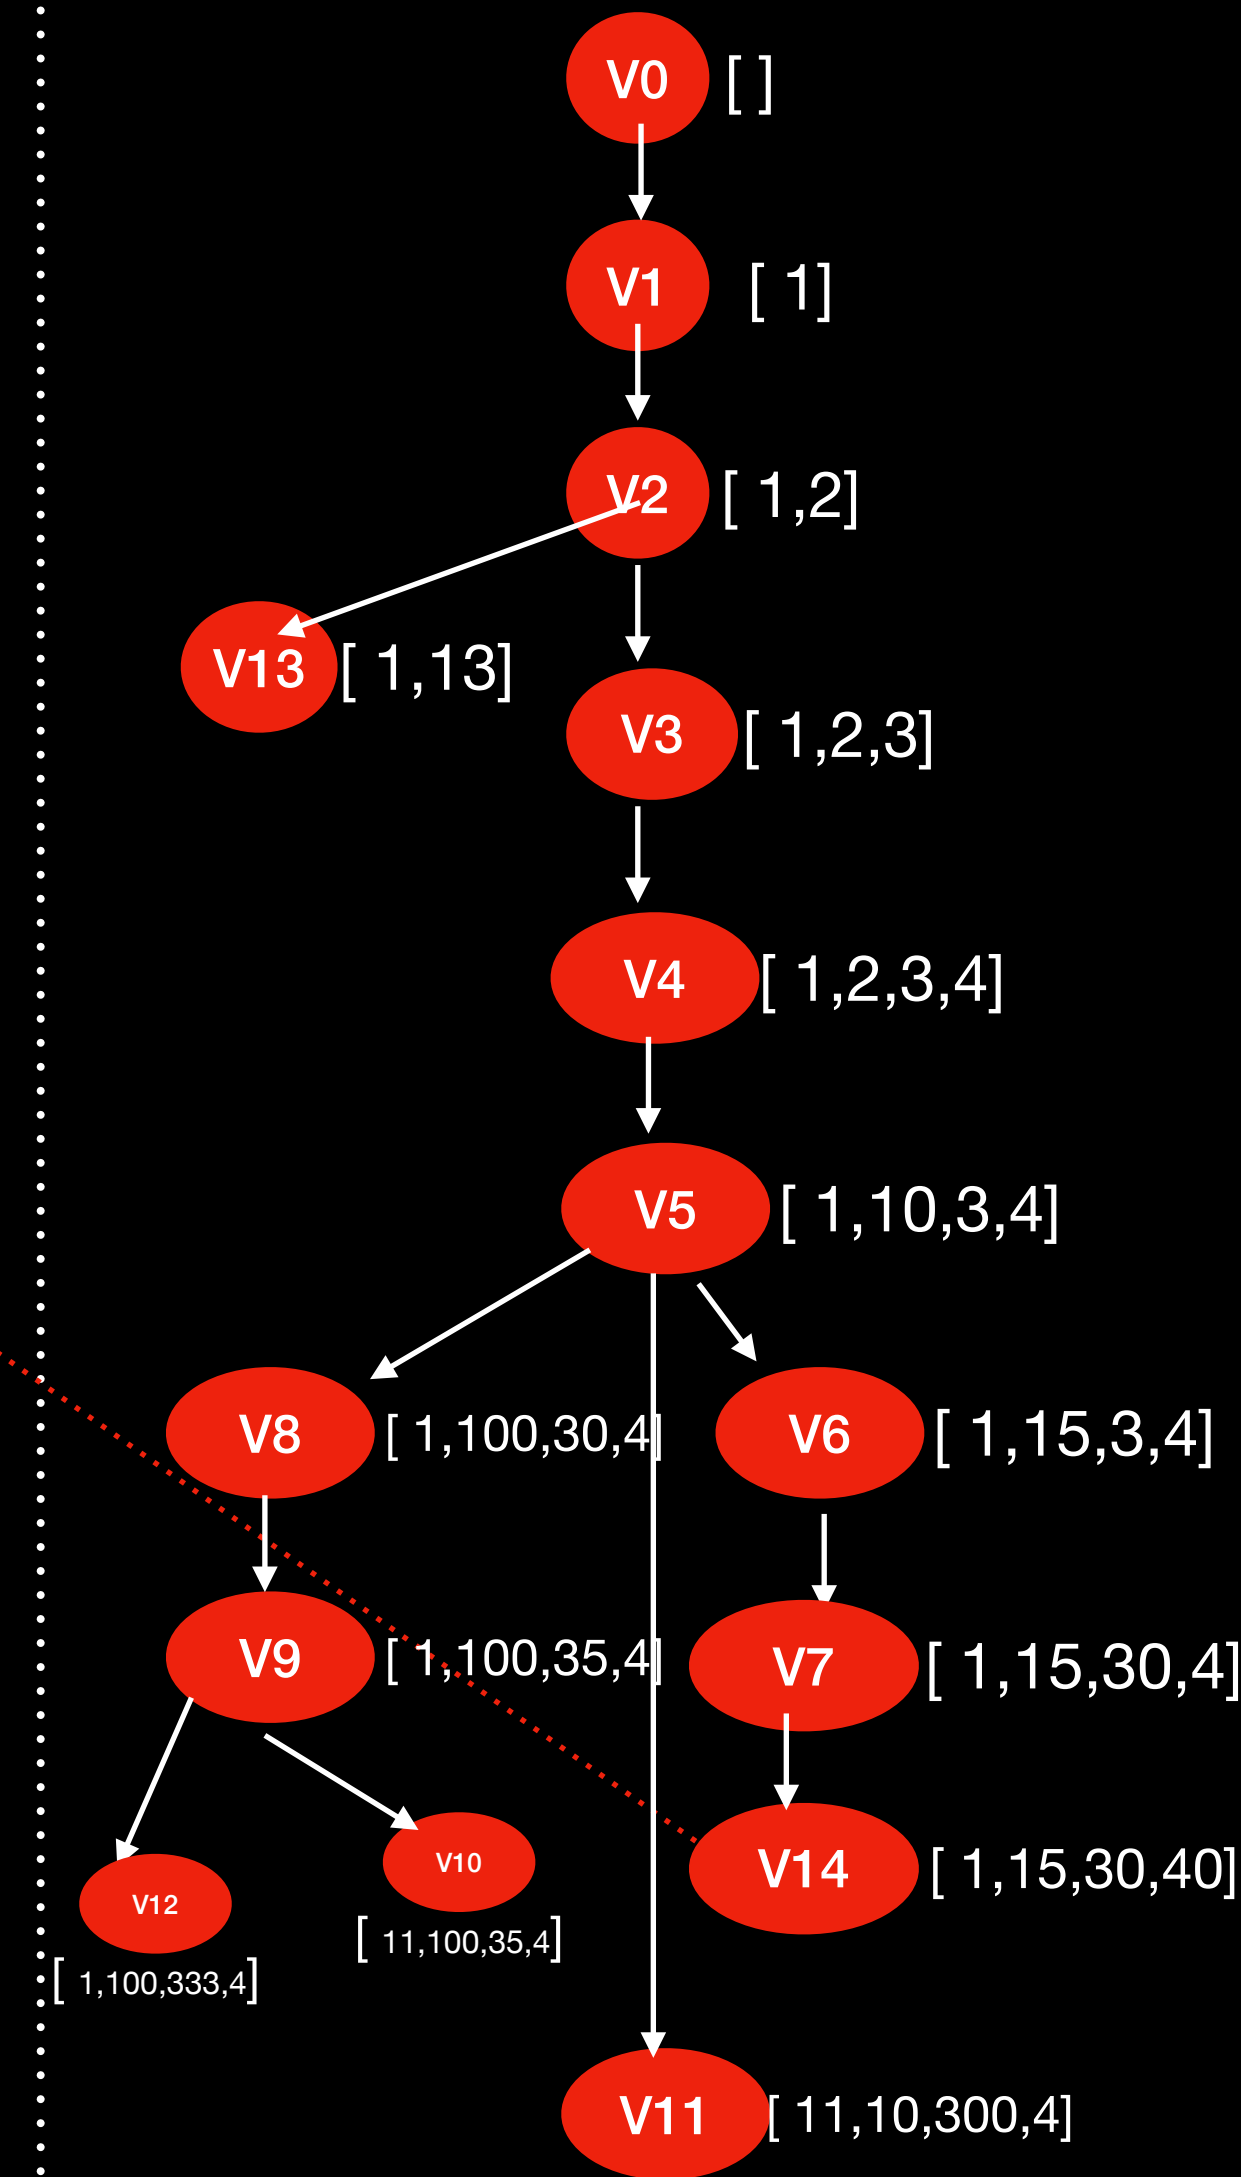 V0 [ ]
V1 [ 1]
V2 [ 1,2]
V13 [ 1,13]
V3 [ 1,2,3]
V4 [ 1,2,3,4]
V5 [ 1,10,3,4]
V8 [ 1,100,30,4]
V6 [ 1,15,3,4]
V9 [ 1,100,35,4]
V7 [ 1,15,30,4]
V10
[ 11,100,35,4]
V14 [ 1,15,30,40]
V12
[ 1,100,333,4]
V11 [ 11,10,300,4]